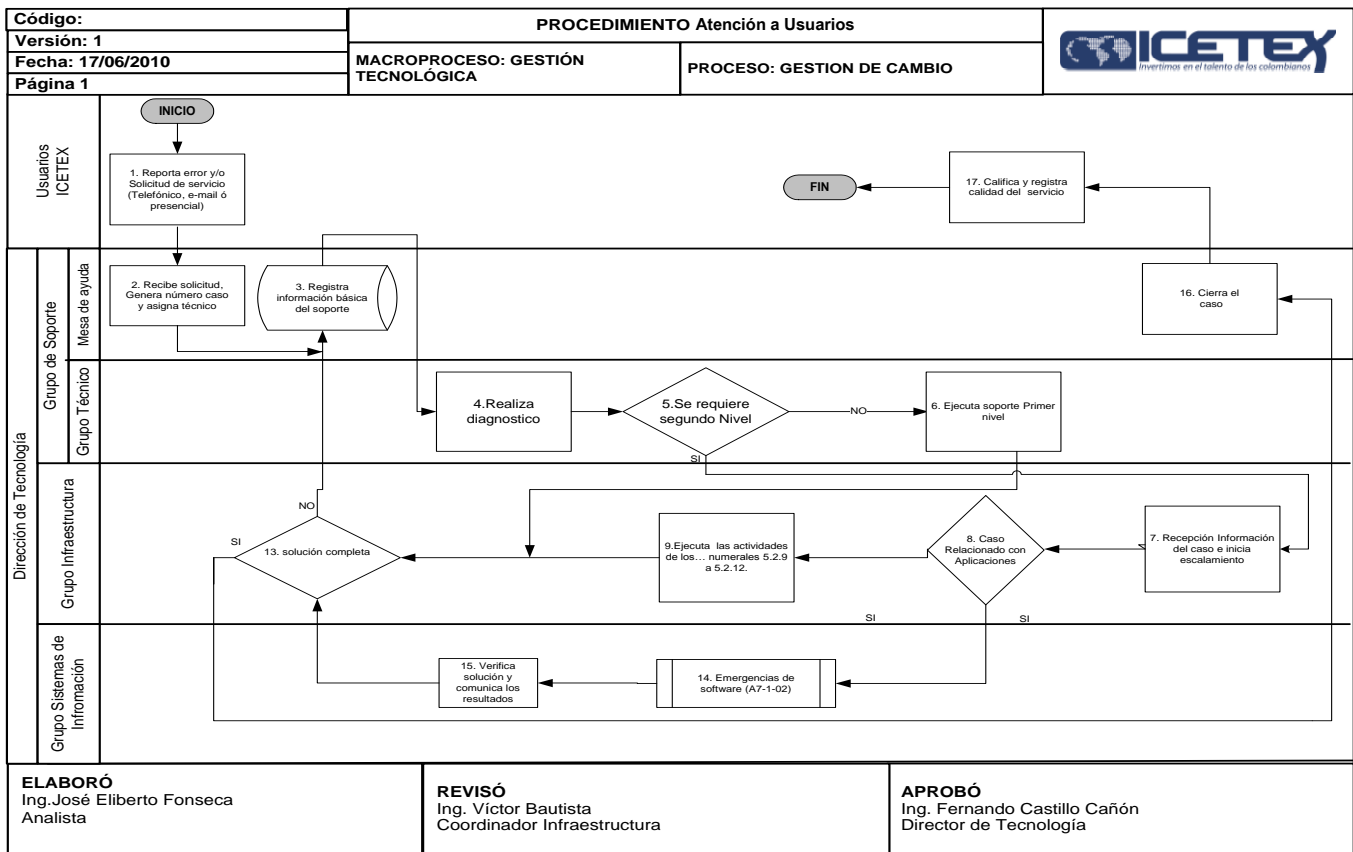 Código:
Versión: 1
Fecha: 17/06/2010
Página 1
PROCEDIMIENTO Atención a Usuarios
MACROPROCESO: GESTIÓN
TECNOLÓGICA
PROCESO: GESTION DE CAMBIO
ICETEX
Invertimos en el talento de los colombianos
Usuarios
ICETEX
INICIO
1. Reporta error y/o
Solicitud de servicio
(Telefónico, e-mail ó
presencial)
FIN
17. Califica y registra
calidad del servicio
Dirección de Tecnología
Grupo de Soporte
Mesa de ayuda
2. Recibe solicitud,
Genera número caso
y asigna técnico
3. Registra
información básica
del soporte
16. Cierra el
caso
Grupo Técnico
4.Realiza
diagnostico
5.Se requiere
segundo Nivel
NO
6. Ejecuta soporte Primer
nivel
SI
Grupo Infraestructura
NO
SI
13. solución completa
9.Ejecuta las actividades
de los... numerales 5.2.9
a 5.2.12.
8. Caso
Relacionado con
Aplicaciones
7. Recepción Información
del caso e inicia
escalamiento
SI
SI
Grupo Sistemas de
Infromación
15. Verifica
solución y
comunica los
resultados
14. Emergencias de
software (A7-1-02)
ELABORÓ
Ing.José Eliberto Fonseca
Analista
REVISÓ
Ing. Víctor Bautista
Coordinador Infraestructura
APROBÓ
Ing. Fernando Castillo Cañón
Director de Tecnología